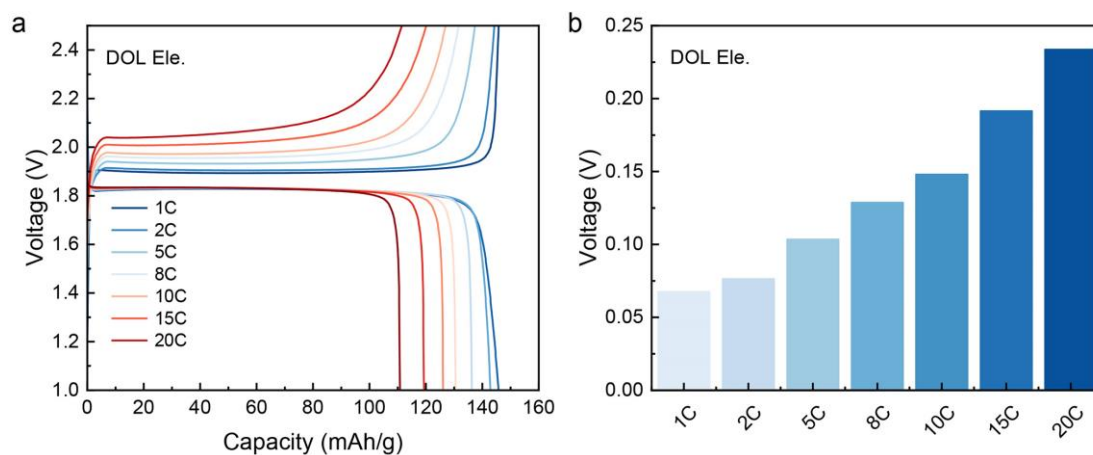 a
DOL Ele.
Voltage (V)
2.4
2.2
2.0
1.8
1.6
1.4
1.2
1.0
1C
2C
5C
8C
10C
15C
20C
0 20 40 60 80 100 120 140 160
Capacity (mAh/g)
b
DOL Ele.
Voltage (V)
0.25
0.20
0.15
0.10
0.05
0.00
1C 2C 5C 8C 10C 15C 20C